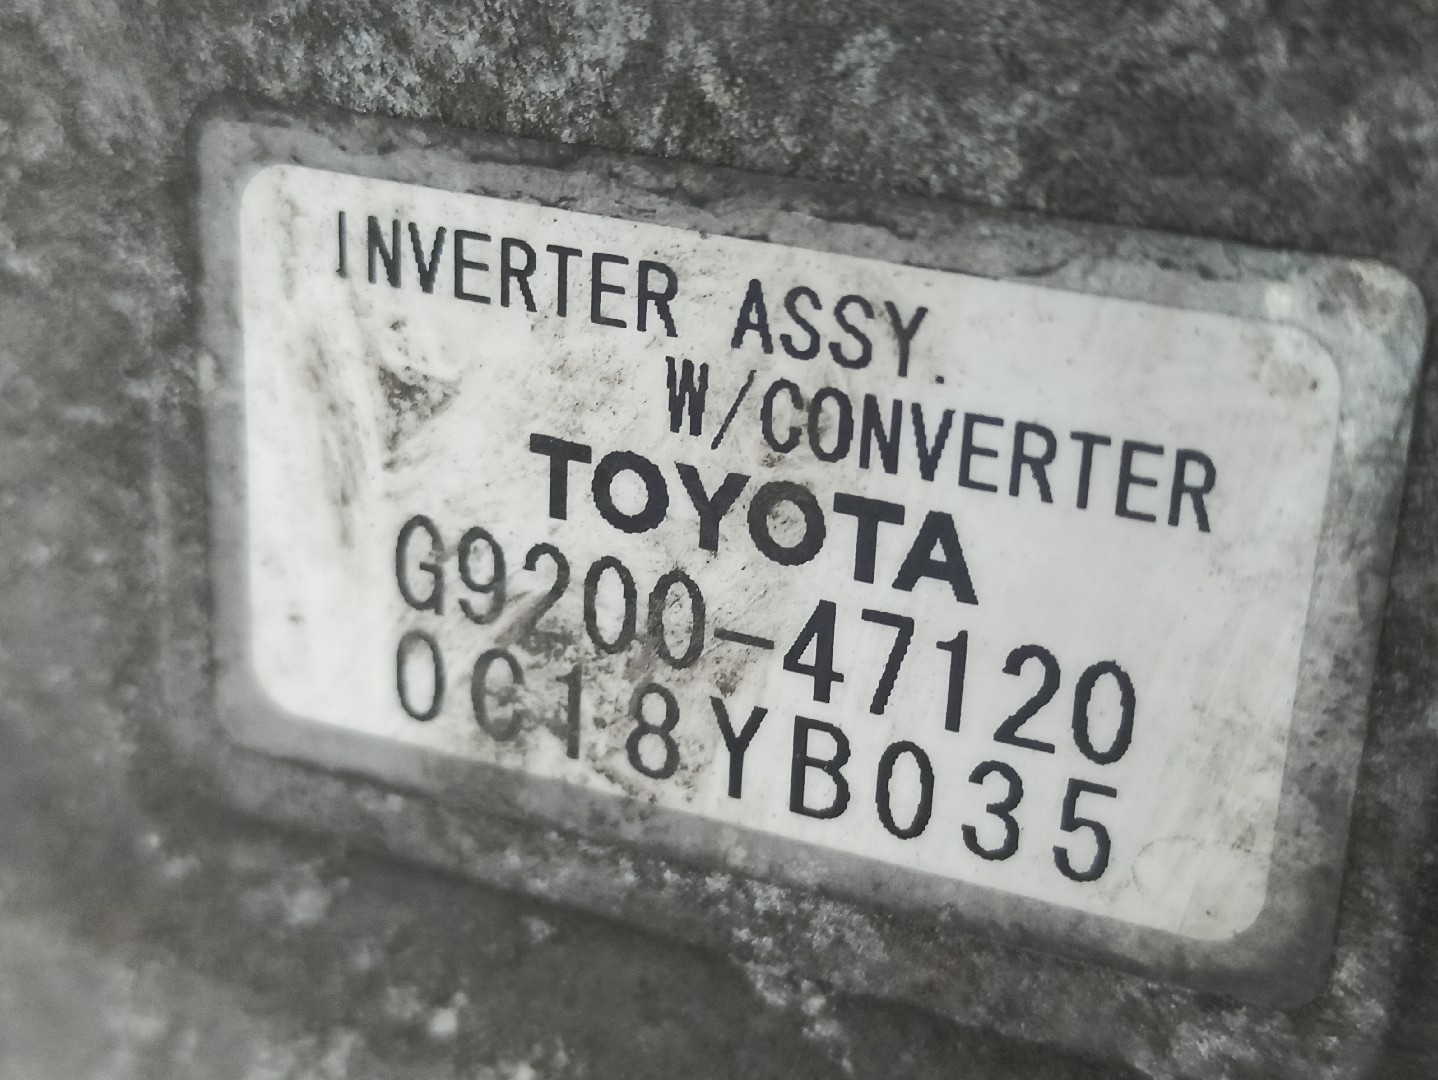 INVERTER ASSY.
W/CONVERTER
TOYOTA
G9200-47120
0C18YB035